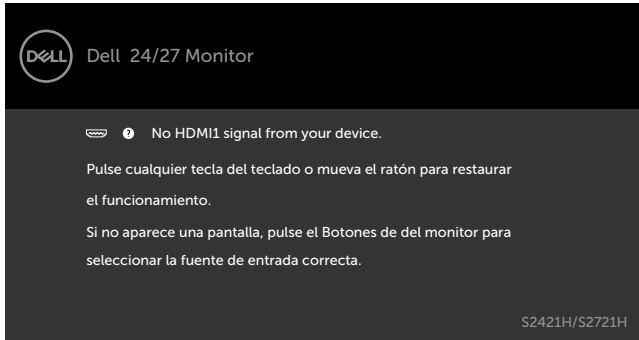 DELL
Dell 24/27 Monitor
? No HDMI1 signal from your device.
Pulse cualquier tecla del teclado o mueva el ratón para restaurar
el funcionamiento.
Si no aparece una pantalla, pulse el Botones de del monitor para
seleccionar la fuente de entrada correcta.
S2421H/S2721H